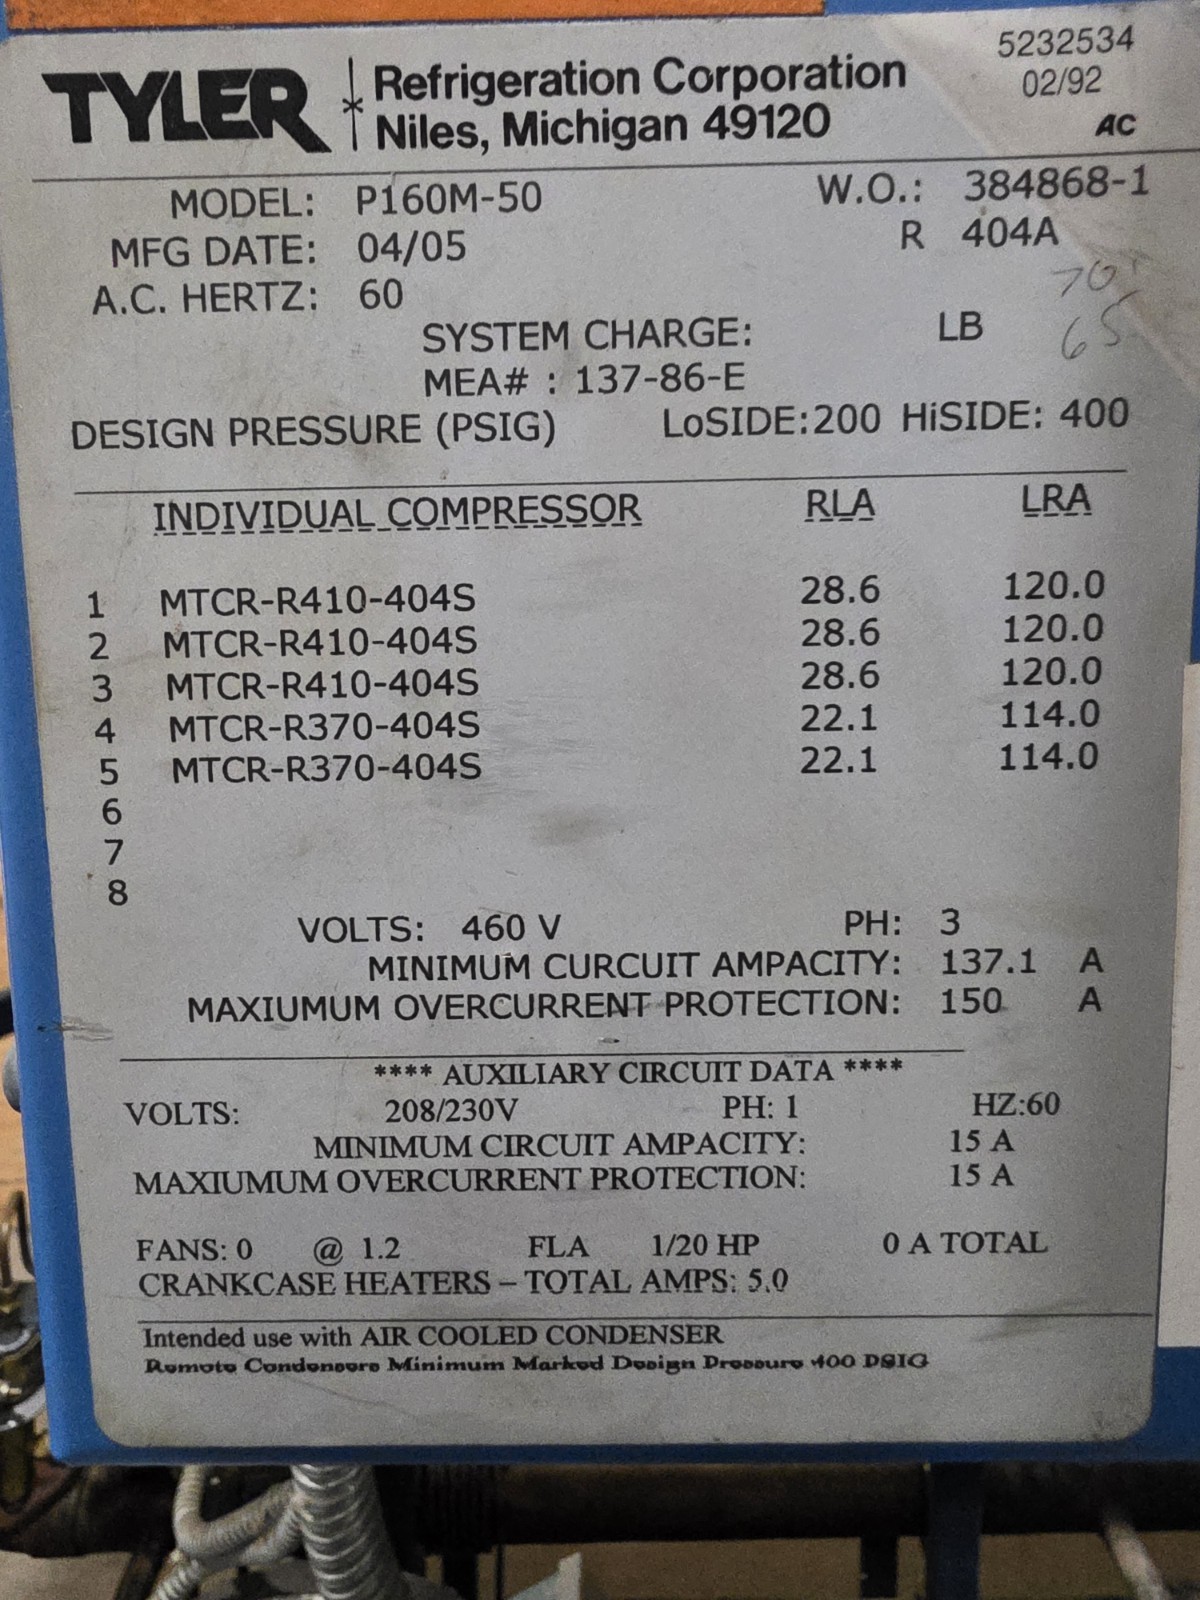 TYLER Refrigeration Corporation 5232534
Niles, Michigan 49120 02/92
AC
MODEL: P160M-50 W.O.: 384868-1
MFG DATE: 04/05 R 404A
A.C. HERTZ: 60 70
SYSTEM CHARGE: LB 65
MEA# : 137-86-E
DESIGN PRESSURE (PSIG) LoSIDE:200 HiSIDE: 400
INDIVIDUAL COMPRESSOR RLA LRA
1 MTCR-R410-404S 28.6 120.0
2 MTCR-R410-404S 28.6 120.0
3 MTCR-R410-404S 28.6 120.0
4 MTCR-R370-404S 22.1 114.0
5 MTCR-R370-404S 22.1 114.0
6
7
8
VOLTS: 460 V PH: 3
MINIMUM CURCUIT AMPACITY: 137.1 A
MAXIUMUM OVERCURRENT PROTECTION: 150 A
**** AUXILIARY CIRCUIT DATA ****
VOLTS: 208/230V PH: 1 HZ:60
MINIMUM CIRCUIT AMPACITY: 15 A
MAXIUMUM OVERCURRENT PROTECTION: 15 A
FANS: 0 @ 1.2 FLA 1/20 HP 0 A TOTAL
CRANKCASE HEATERS – TOTAL AMPS: 5.0
Intended use with AIR COOLED CONDENSER
Remote Condensers Minimum Marked Design Pressure 400 PSIG